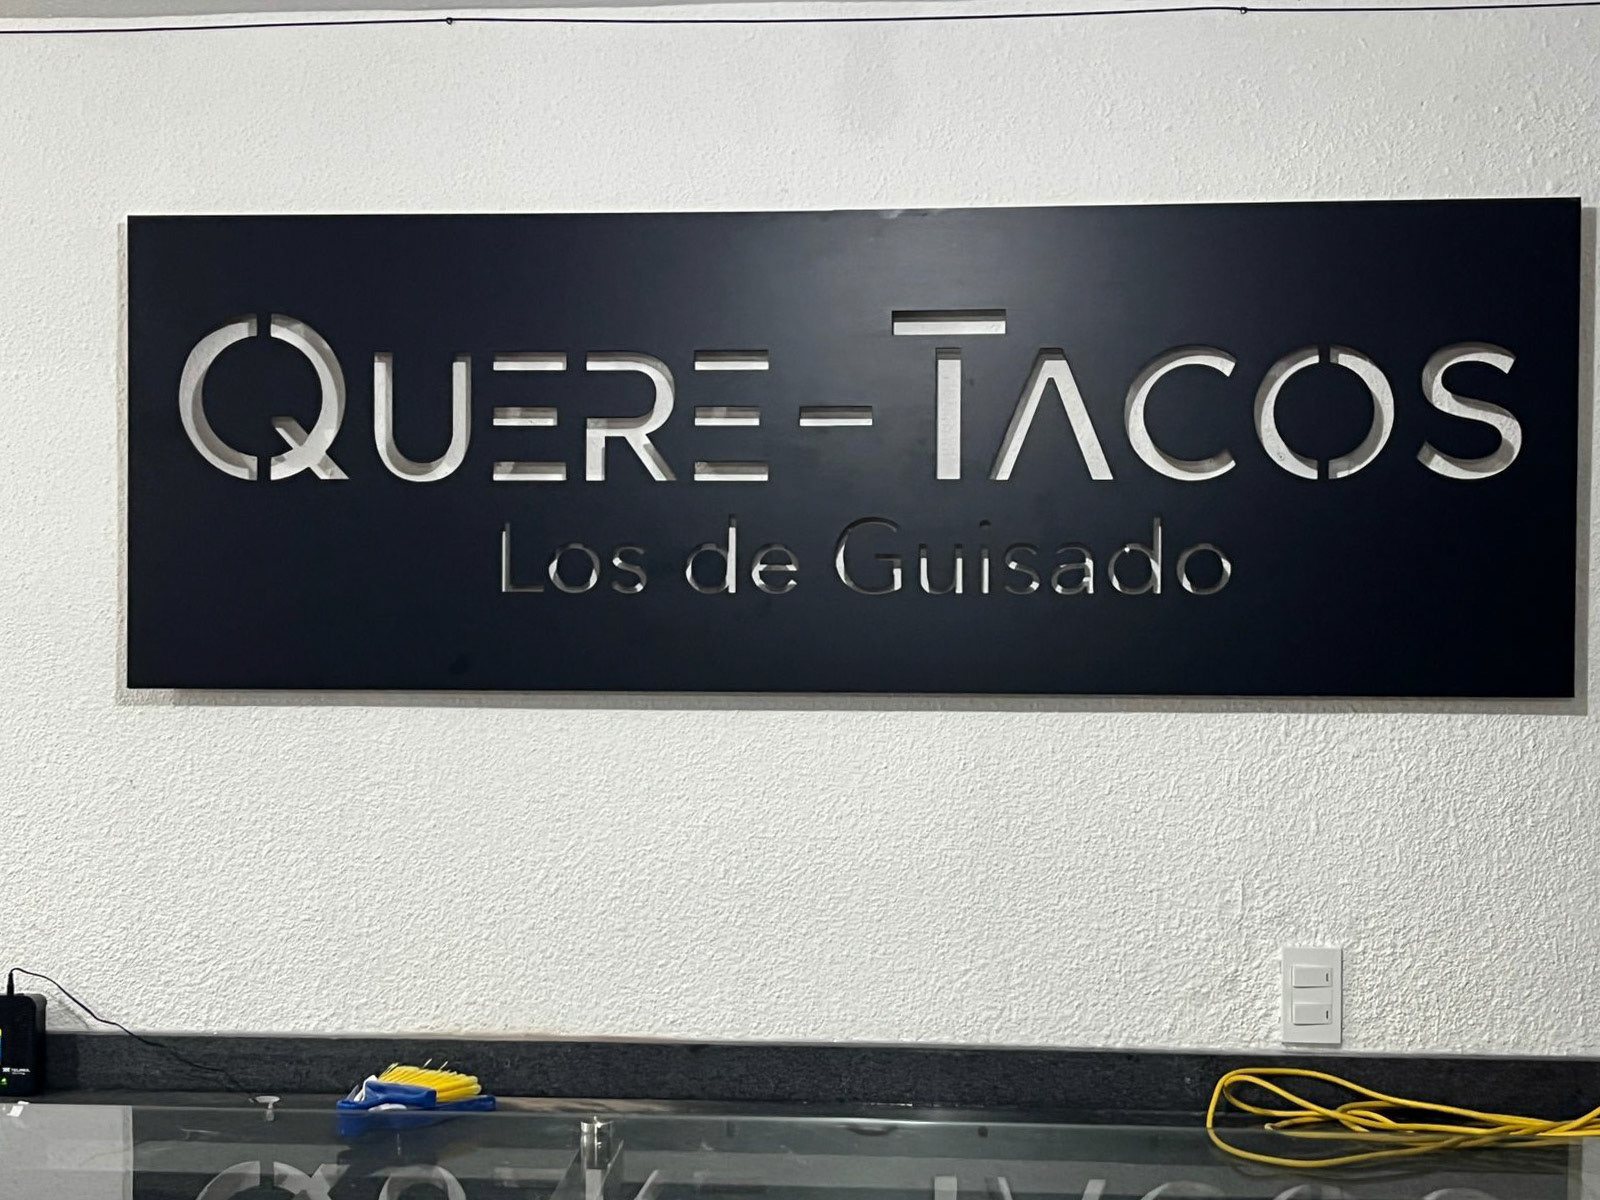 QUERE-TACOS
Los de Guisado